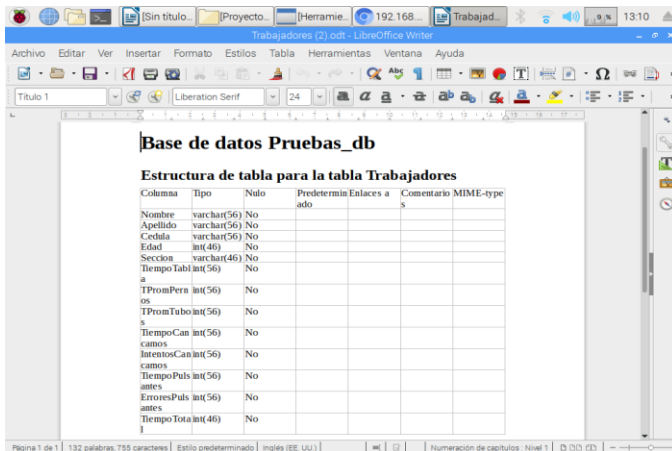 [Sin título...
[Proyecto...
[Herramie...
192.168....
Trabajad...
9 %
13:10
Trabajadores (2).odt - LibreOffice Writer
Archivo Editar Ver Insertar Formato Estilos Tabla Herramientas Ventana Ayuda
Título 1
Liberation Serif
24
Base de datos Pruebas_db
Estructura de tabla para la tabla Trabajadores
Columna Tipo Nulo Predetermin Enlaces a Comentario MIME-type
ado s
Nombre varchar(56) No
Apellido varchar(56) No
Cedula varchar(56) No
Edad int(46) No
Seccion varchar(46) No
TiempoTabl int(56) No
a
TPromPern int(56) No
os
TPromTubo int(56) No
s
TiempoCan int(56) No
camos
IntentosCan int(56) No
camos
TiempoPuls int(56) No
antes
ErroresPuls int(56) No
antes
TiempoTota int(46) No
l
Página 1 de 1 132 palabras, 755 caracteres Estilo predeterminado Inglés (EE. UU.) Numeración de capítulos : Nivel 1